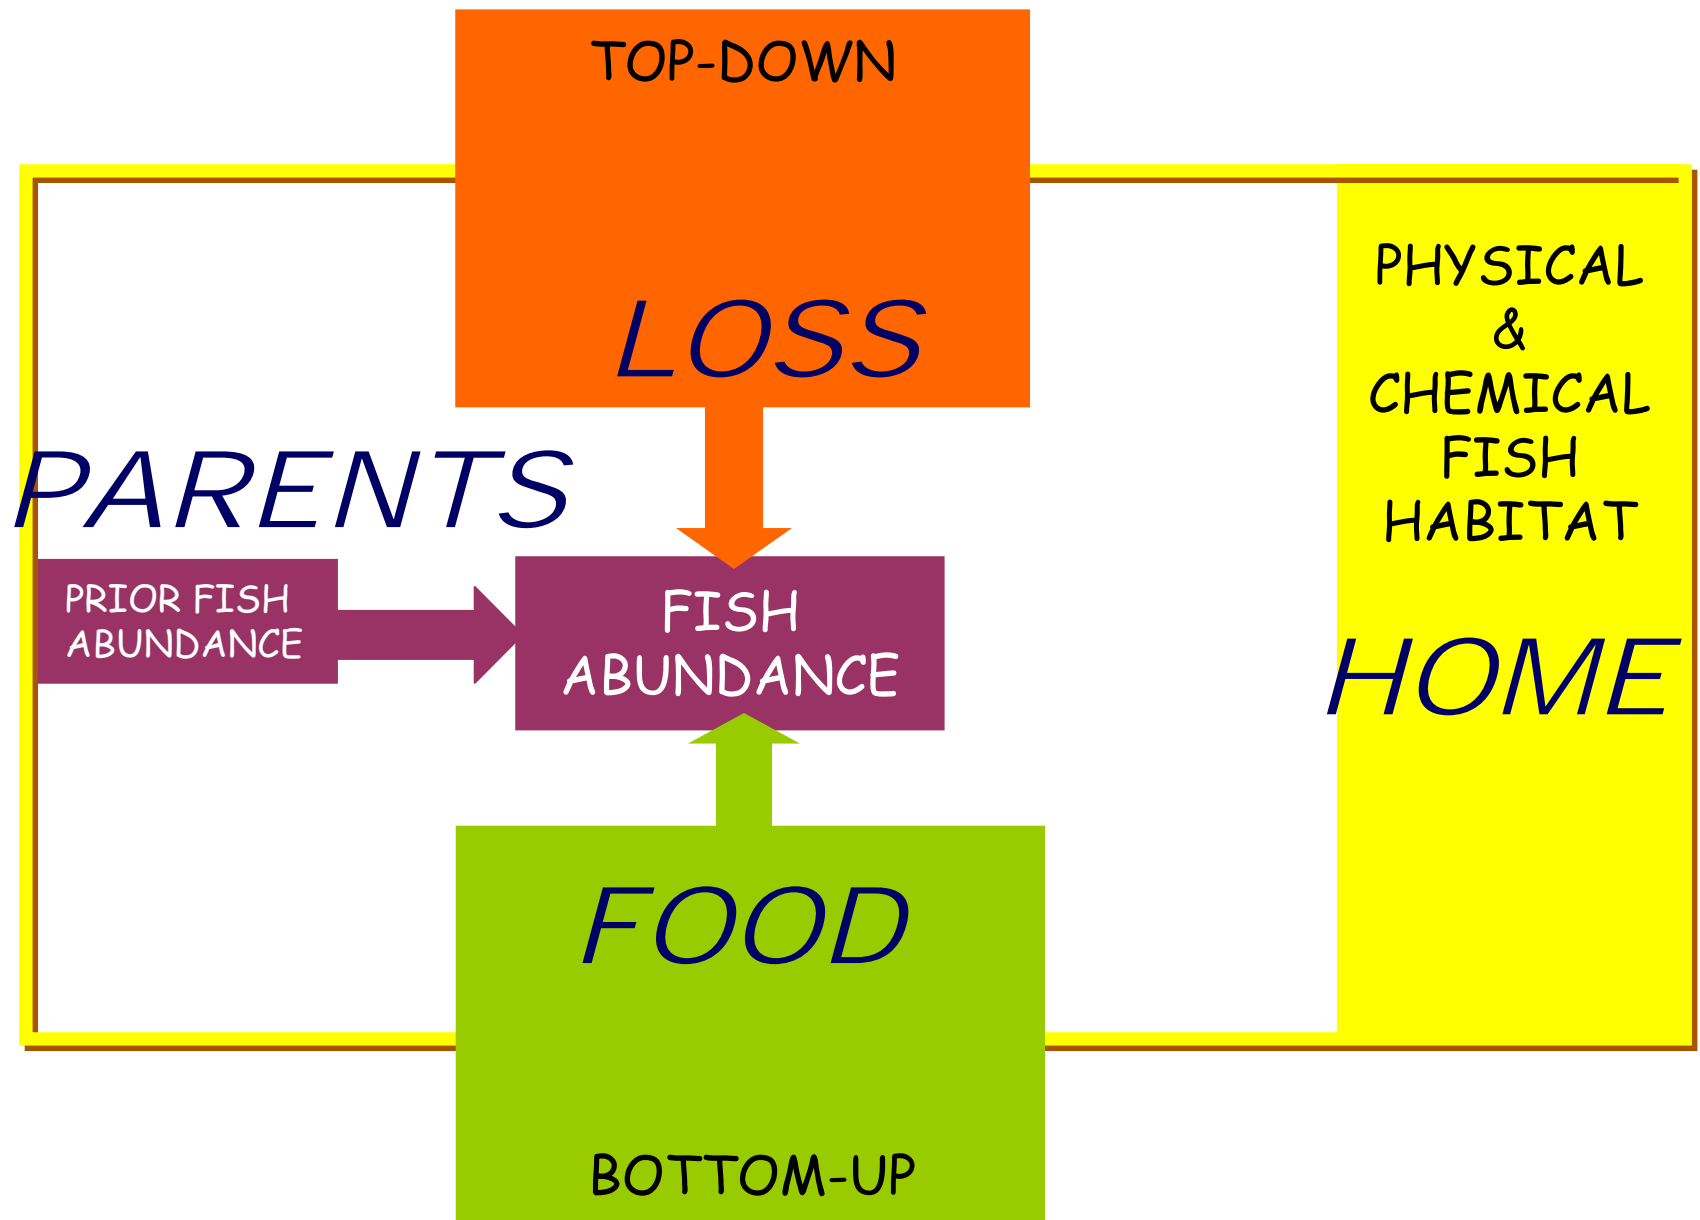 TOP-DOWN
LOSS
PARENTS
PRIOR FISH
ABUNDANCE
FISH
ABUNDANCE
FOOD
BOTTOM-UP
PHYSICAL
&
CHEMICAL
FISH
HABITAT
HOME